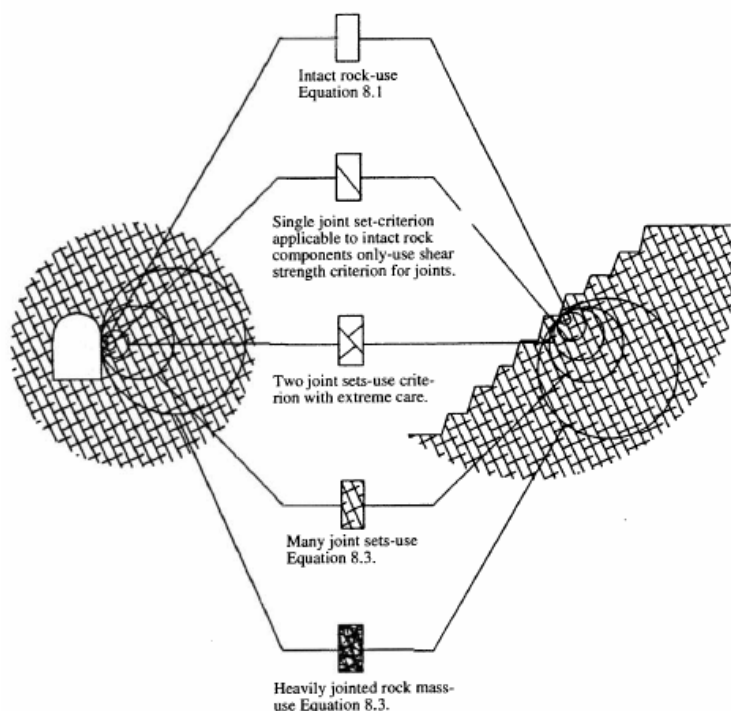 Intact rock-use
Equation 8.1
Single joint set-criterion
applicable to intact rock
components only-use shear
strength criterion for joints.
Two joint sets-use crite-
rion with extreme care.
Many joint sets-use
Equation 8.3.
Heavily jointed rock mass-
use Equation 8.3.